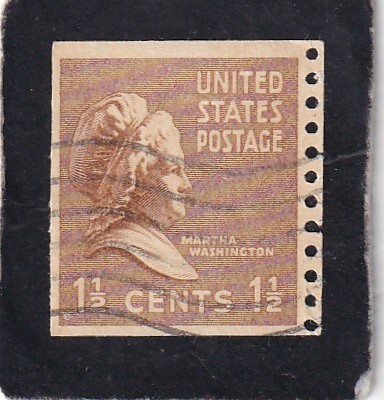 UNITED
STATES
POSTAGE
MARTHA
WASHINGTON
1½ CENTS 1½